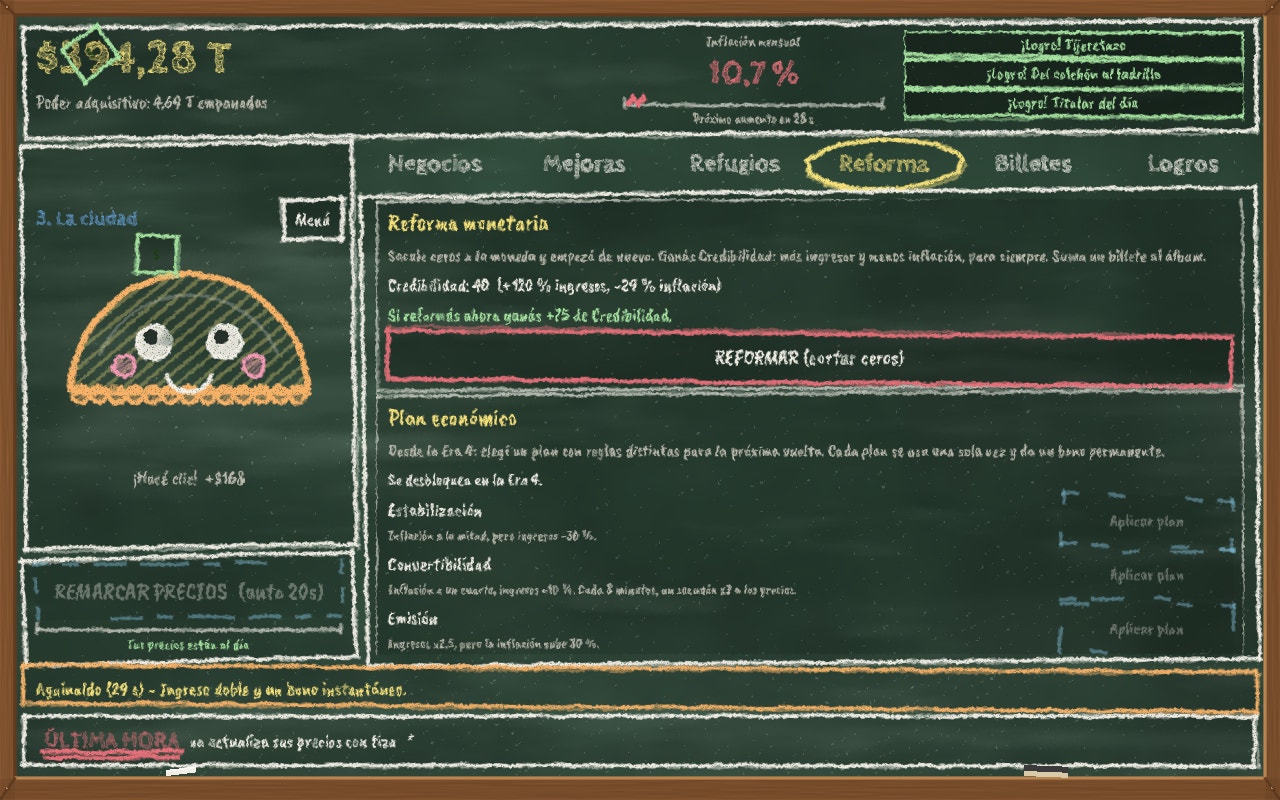 $394,28 T
Poder adquisitivo: 4,69 T empanadas
Inflación mensual
10,7 %
Próximo aumento en 28s
¡Logro! Tijeretazo
¡Logro! Del colchón al ladrillo
¡Logro! Titular del día
Negocios Mejoras Refugios Reforma Billetes Logros
3. La ciudad
Menú
¡Hacé clic! +$168
REMARCAR PRECIOS (auto 20s)
Tus precios están al día
Reforma monetaria
Sacale ceros a la moneda y empezá de nuevo. Ganás Credibilidad: más ingresos y menos inflación, para siempre. Suma un billete al álbum.
Credibilidad: 40 (+120 % ingresos, -29 % inflación)
Si reformás ahora ganás +75 de Credibilidad.
REFORMAR (cortar ceros)
Plan económico
Desde la Era 4: elegí un plan con reglas distintas para la próxima vuelta. Cada plan se usa una sola vez y da un bono permanente.
Se desbloquea en la Era 4.
Estabilización
Inflación a la mitad, pero ingresos -30 %.
Aplicar plan
Convertibilidad
Inflación a un cuarto, ingresos +10 %. Cada 8 minutos, un sacudón x3 a los precios.
Aplicar plan
Emisión
Ingresos x2,5, pero la inflación sube 80 %.
Aplicar plan
Aguinaldo (29 s) - Ingreso doble y un bono instantáneo.
ÚLTIMA HORA na actualiza sus precios con tiza *